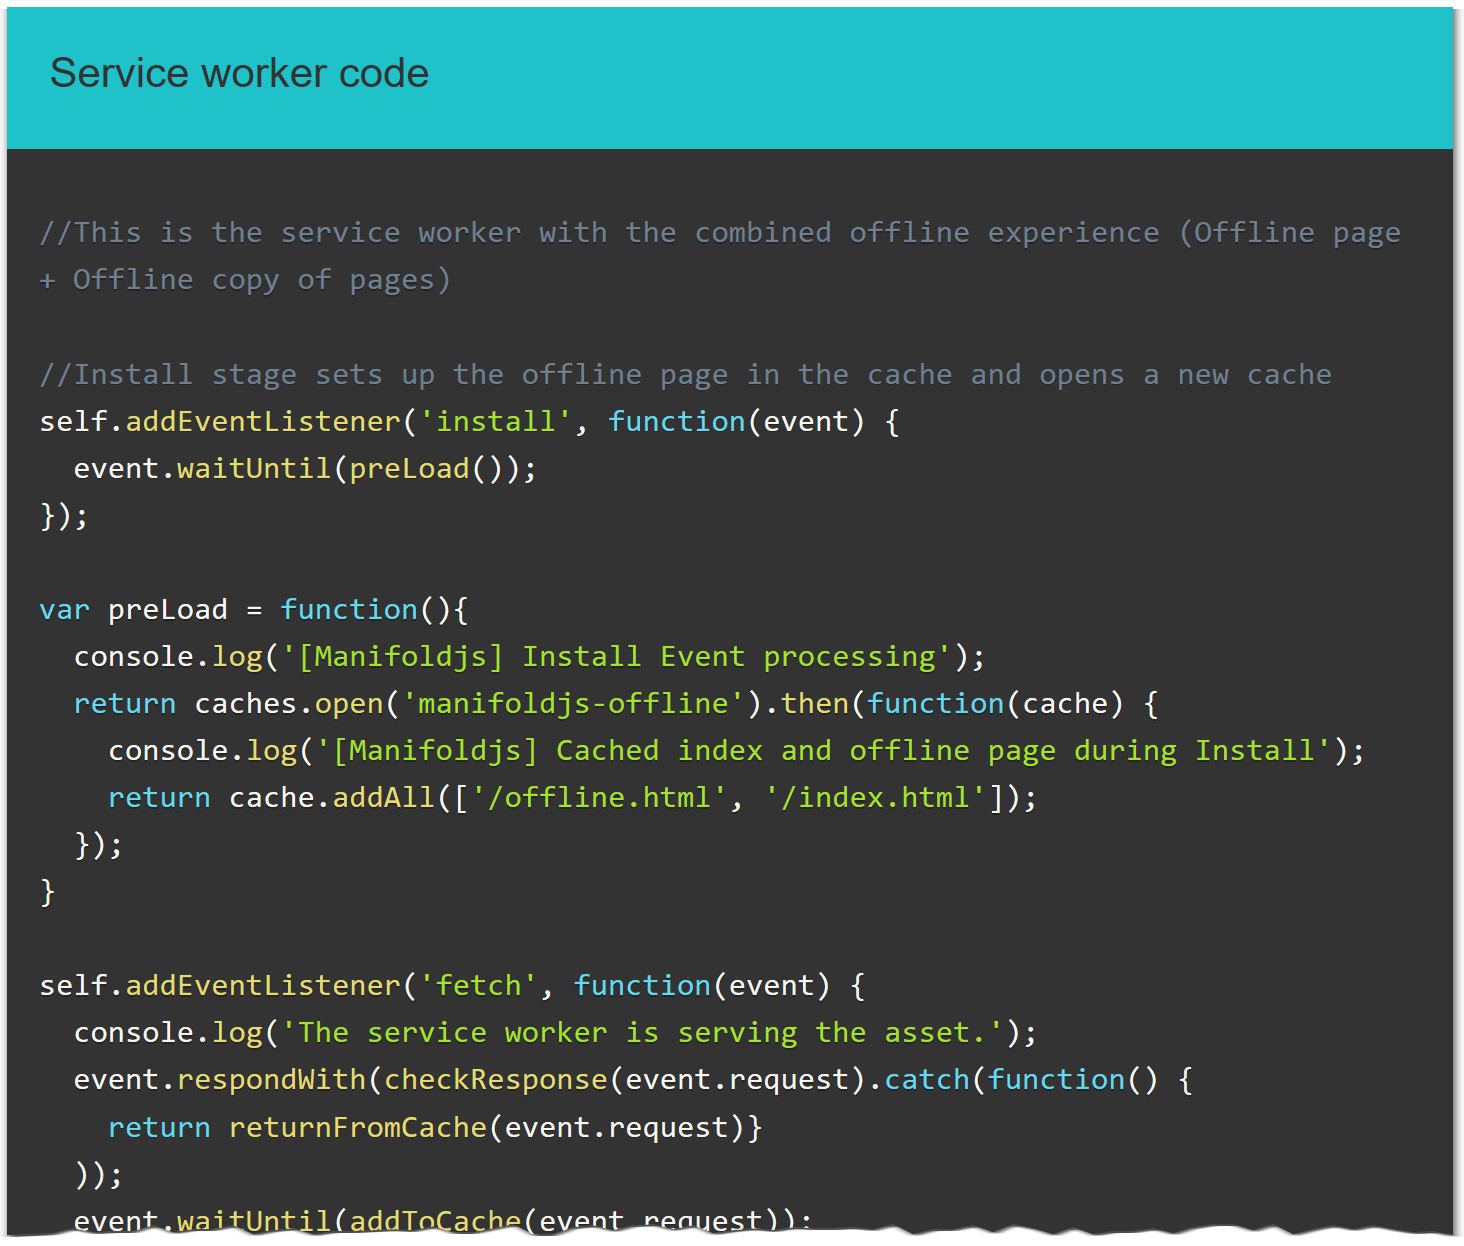 Service worker code
//This is the service worker with the combined offline experience (Offline page
+ Offline copy of pages)
//Install stage sets up the offline page in the cache and opens a new cache
self.addEventListener('install', function(event) {
  event.waitUntil(preLoad());
});
var preLoad = function(){
  console.log('[Manifoldjs] Install Event processing');
  return caches.open('manifoldjs-offline').then(function(cache) {
    console.log('[Manifoldjs] Cached index and offline page during Install');
    return cache.addAll(['/offline.html', '/index.html']);
  });
}
self.addEventListener('fetch', function(event) {
  console.log('The service worker is serving the asset.');
  event.respondWith(checkResponse(event.request).catch(function() {
    return returnFromCache(event.request)}
  ));
  event.waitUntil(addToCache(event.request));